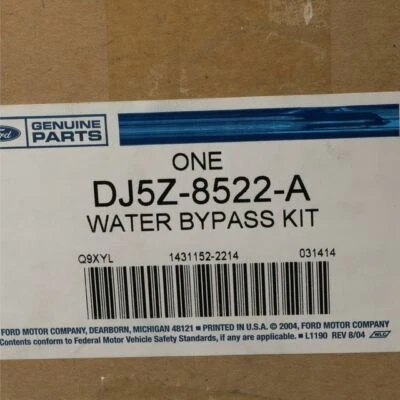 Ford
GENUINE
PARTS
ONE
DJ5Z-8522-A
WATER BYPASS KIT
Q9XYL 1431152-2214 031414
FORD MOTOR COMPANY, DEARBORN, MICHIGAN 48121 ■ PRINTED IN U.S.A. © 2004, FORD MOTOR COMPANY
Contents conform to Federal Motor Vehicle Safety Standards, if any are applicable. ■ L1190 REV 8/04